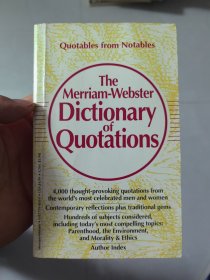 Quotables from Notables
The
Merriam-Webster
Dictionary
of
Quotations
4,000 thought-provoking quotations from
the world's most celebrated men and women
Contemporary reflections plus traditional gems
Hundreds of subjects considered,
including today's most compelling topics:
Parenthood, the Environment,
and Morality & Ethics
Author Index